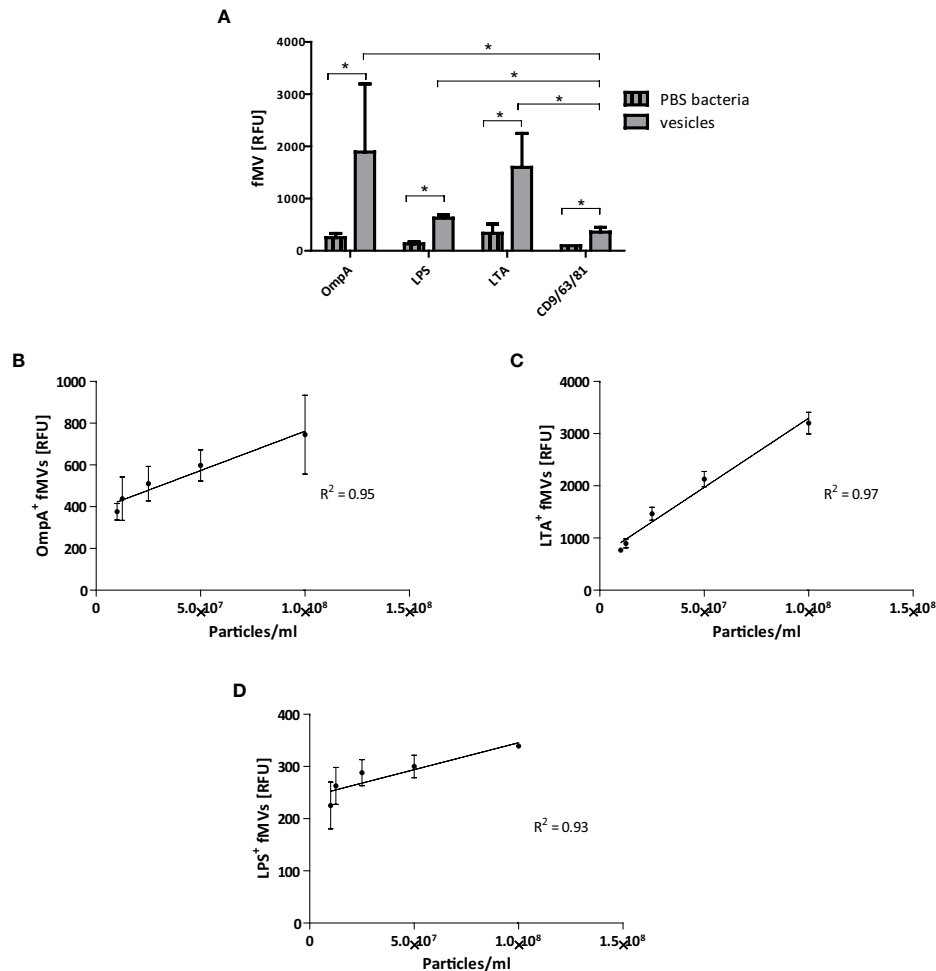 A
4000
3000
2000
1000
0
fMV [RFU]
* * * * * * *
PBS bacteria
vesicles
OmpA
LPS
LTA
CD9/63/81
B
1000
800
600
400
200
0
OmpA⁺ fMVs [RFU]
R² = 0.95
0 5.0×10⁷ 1.0×10⁸ 1.5×10⁸
Particles/ml
C
4000
3000
2000
1000
0
LTA⁺ fMVs [RFU]
R² = 0.97
0 5.0×10⁷ 1.0×10⁸ 1.5×10⁸
Particles/ml
D
400
300
200
100
0
LPS⁺ fMVs [RFU]
R² = 0.93
0 5.0×10⁷ 1.0×10⁸ 1.5×10⁸
Particles/ml